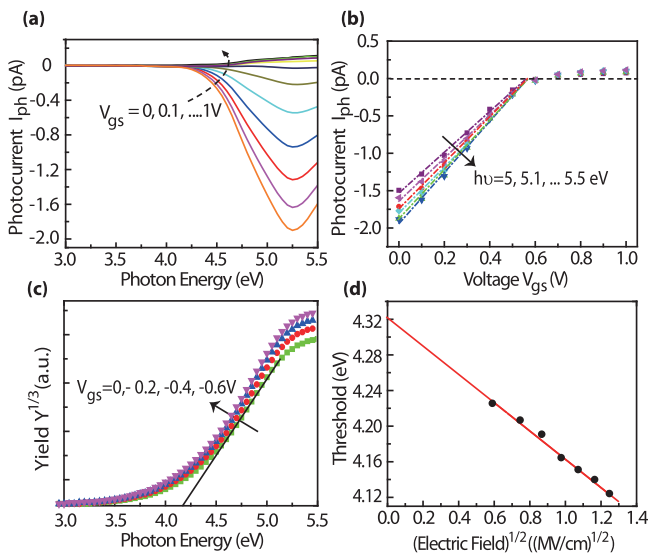 (a)
Photocurrent I_ph (pA)
0
-0.4
-0.8
-1.2
-1.6
-2.0
V_gs = 0, 0.1, ....1V
3.0 3.5 4.0 4.5 5.0 5.5
Photon Energy (eV)
(b)
Photocurrent I_ph (pA)
0.5
0.0
-0.5
-1.0
-1.5
-2.0
hυ=5, 5.1, ... 5.5 eV
0.0 0.2 0.4 0.6 0.8 1.0
Voltage V_gs (V)
(c)
Yield Y^1/3 (a.u.)
V_gs=0,- 0.2, -0.4, -0.6V
3.0 3.5 4.0 4.5 5.0 5.5
Photon Energy (eV)
(d)
Threshold (eV)
4.32
4.28
4.24
4.20
4.16
4.12
0.0 0.2 0.4 0.6 0.8 1.0 1.2 1.4
(Electric Field)^1/2 ((MV/cm)^1/2)